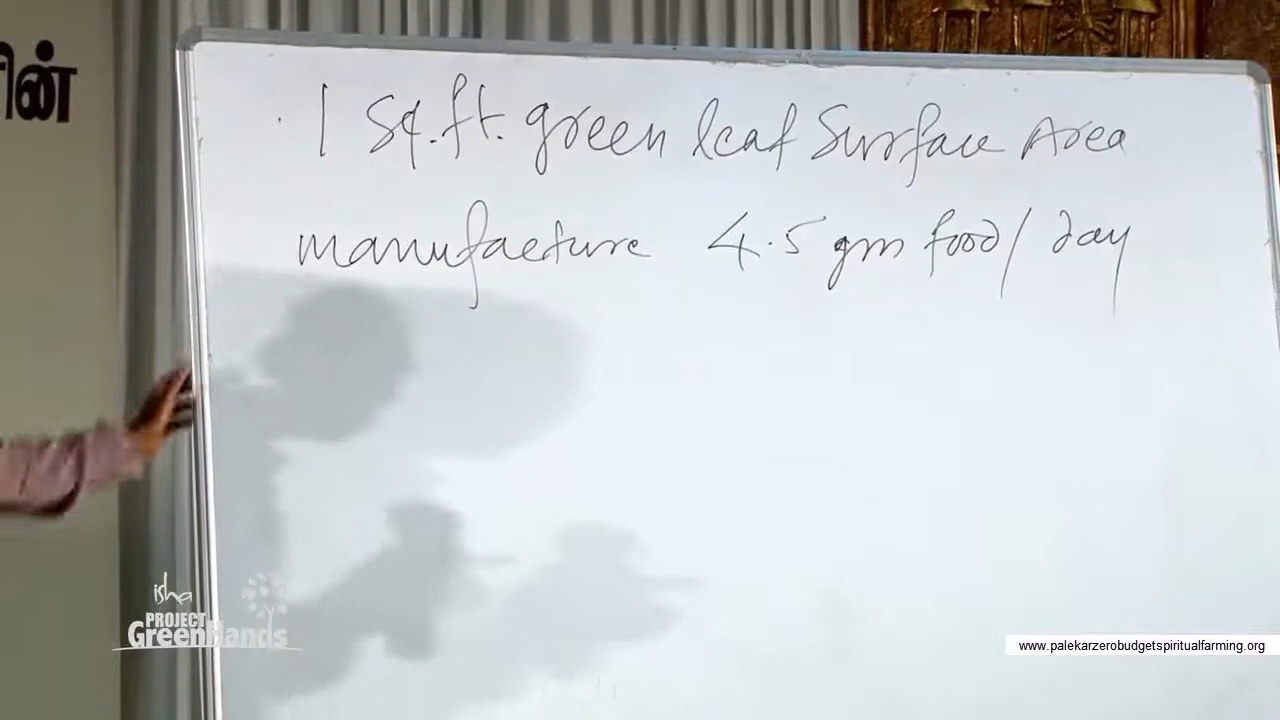 ரின்
1 Sq.ft. green leaf Surface Area
manufacture 4.5 gm food/day
isha
PROJECT
GreenHands
www.palekarzerobudgetspiritualfarming.org